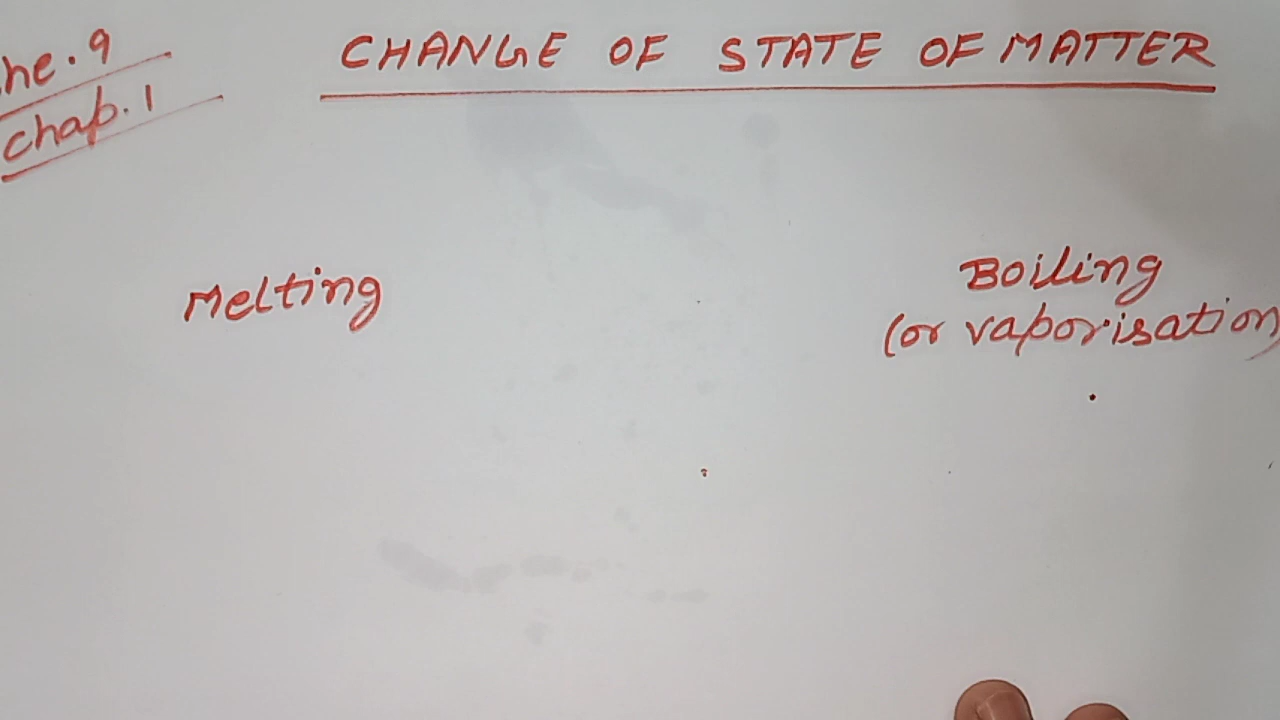 he. 9
chap. 1
CHANGE OF STATE OF MATTER
Melting
Boiling
(or vaporisation)